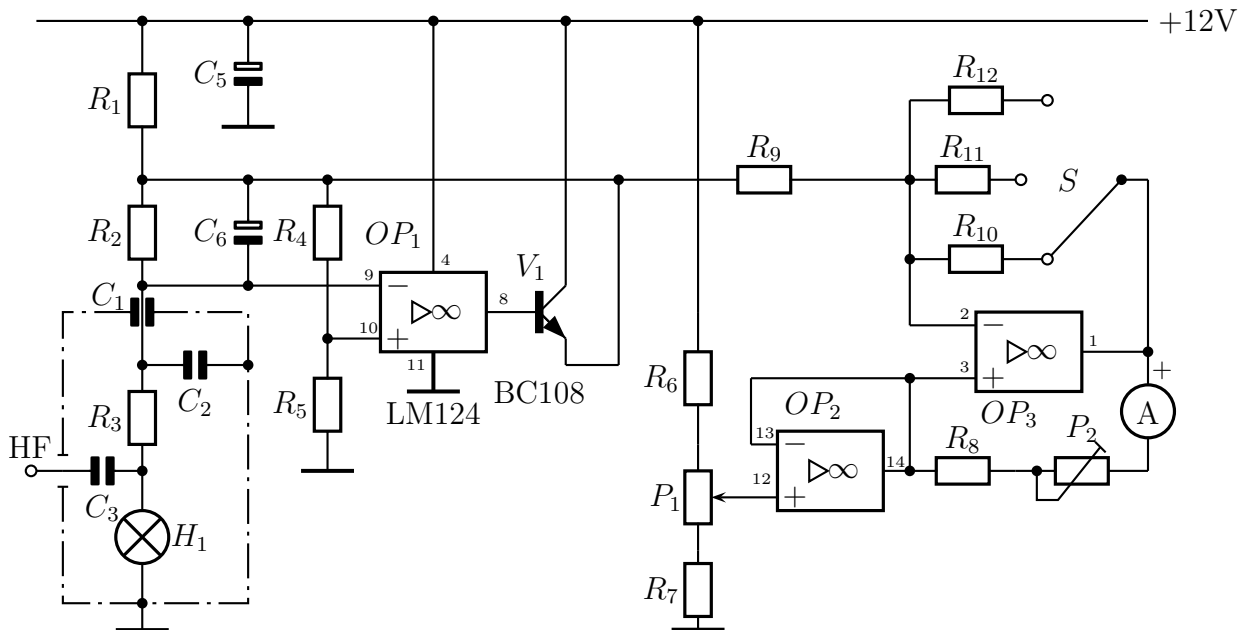 +12V
C5
R1
R12
R9
R11
S
R2
C6
R4
OP1
R10
4
V1
9
−
▷∞
8
C1
10
+
11
2
−
▷∞
1
3
+
BC108
R6
C2
R5
LM124
OP2
OP3
+
A
R3
R8
P2
HF
13
−
▷∞
14
12
+
C3
P1
H1
R7